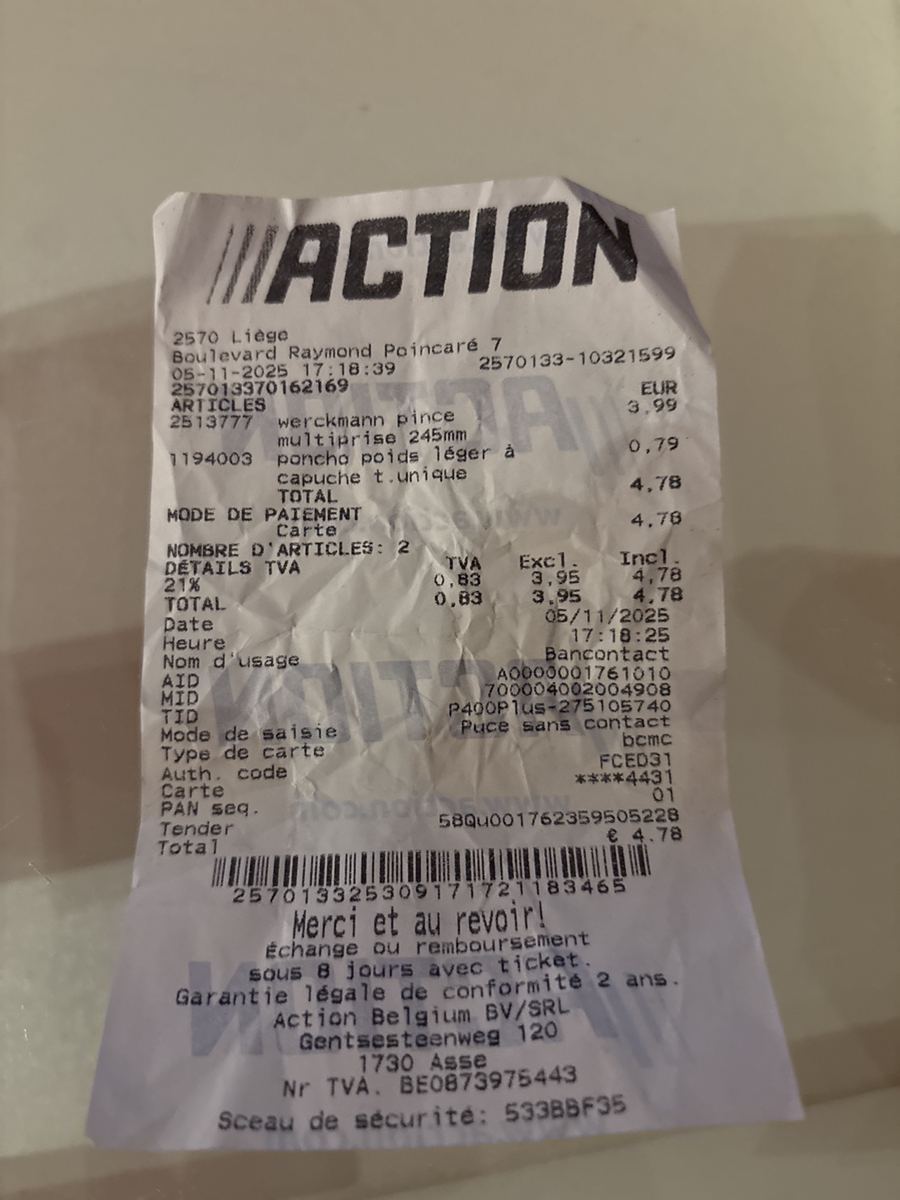 ACTION
2570 Liège
Boulevard Raymond Poincaré 7
05-11-2025 17:18:39 2570133-10321599
257013370162169
ARTICLES EUR
2513777 werckmann pince 3,99
multiprise 245mm
1194003 poncho poids léger à 0,79
capuche t.unique
TOTAL 4,78
MODE DE PAIEMENT
Carte 4,78
NOMBRE D'ARTICLES: 2
DÉTAILS TVA TVA Excl. Incl.
21% 0,83 3,95 4,78
TOTAL 0,83 3,95 4,78
Date 05/11/2025
Heure 17:18:25
Nom d'usage Bancontact
AID A0000001761010
MID 700004002004908
TID P400Plus-275105740
Mode de saisie Puce sans contact
Type de carte bcmc
Auth. code FCED31
Carte ****4431
PAN seq. 01
Tender 58Qu001762359505228
Total € 4.78
257013325309171721183465
Merci et au revoir!
Échange ou remboursement
sous 8 jours avec ticket.
Garantie légale de conformité 2 ans.
Action Belgium BV/SRL
Gentsesteenweg 120
1730 Asse
Nr TVA. BE0873975443
Sceau de sécurité: 533BBF35